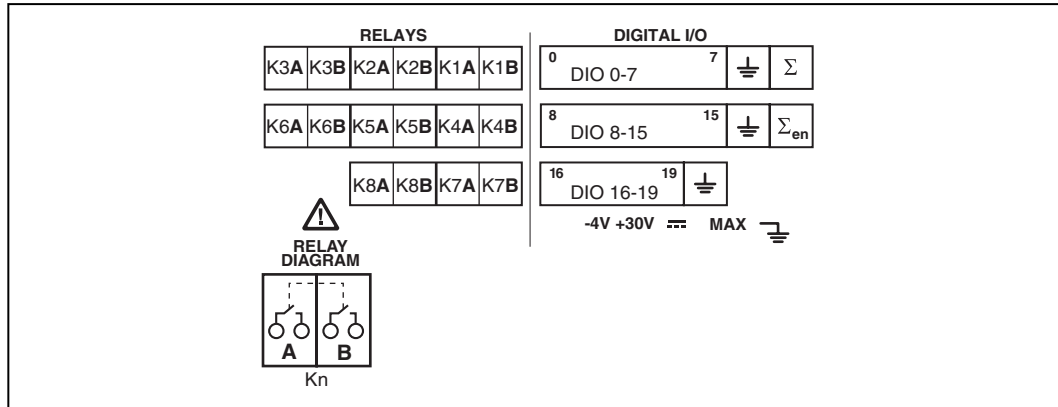 RELAYS
K3A K3B K2A K2B K1A K1B
K6A K6B K5A K5B K4A K4B
K8A K8B K7A K7B
RELAY
DIAGRAM
A B
Kn
DIGITAL I/O
0 7
DIO 0-7 Σ
8 15
DIO 8-15 Σen
16 19
DIO 16-19
-4V +30V MAX